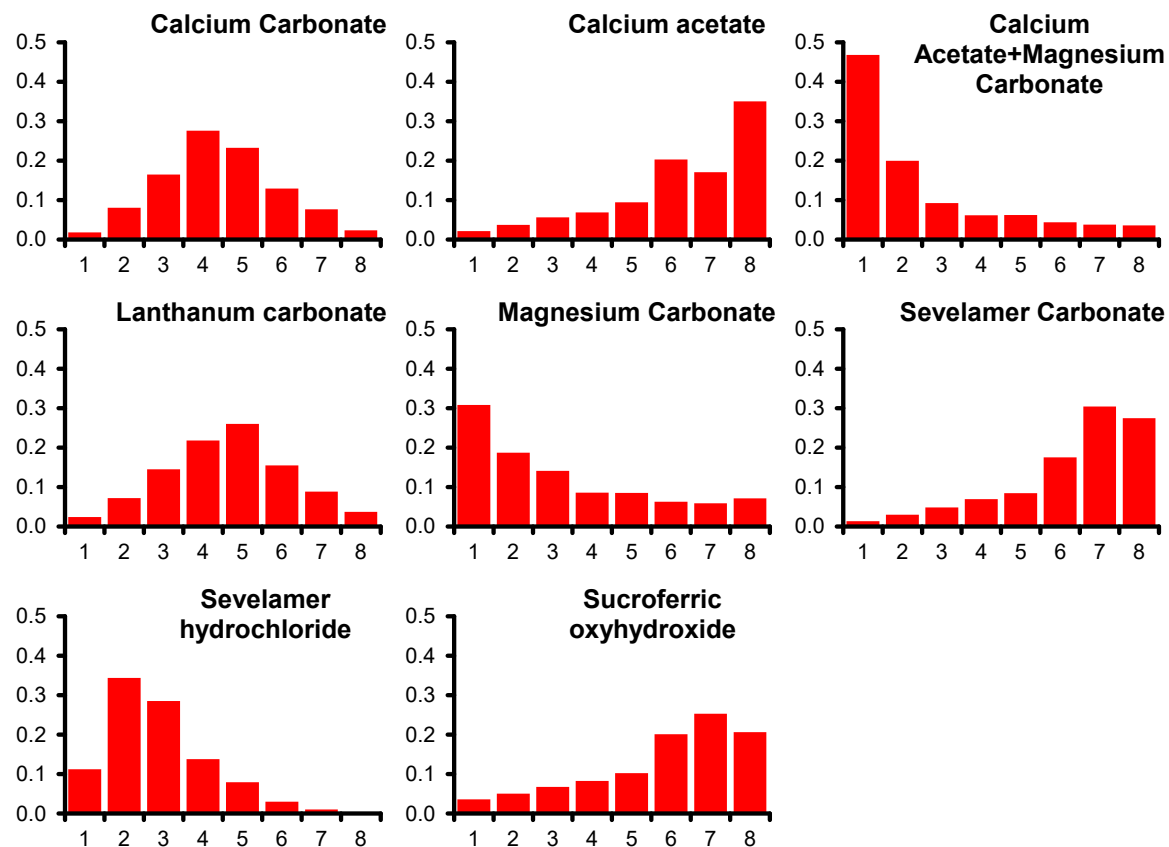 Calcium Carbonate
0.5
0.4
0.3
0.2
0.1
0.0
1 2 3 4 5 6 7 8
Calcium acetate
0.5
0.4
0.3
0.2
0.1
0.0
1 2 3 4 5 6 7 8
Calcium
Acetate+Magnesium
Carbonate
0.5
0.4
0.3
0.2
0.1
0.0
1 2 3 4 5 6 7 8
Lanthanum carbonate
0.5
0.4
0.3
0.2
0.1
0.0
1 2 3 4 5 6 7 8
Magnesium Carbonate
0.5
0.4
0.3
0.2
0.1
0.0
1 2 3 4 5 6 7 8
Sevelamer Carbonate
0.5
0.4
0.3
0.2
0.1
0.0
1 2 3 4 5 6 7 8
Sevelamer
hydrochloride
0.5
0.4
0.3
0.2
0.1
0.0
1 2 3 4 5 6 7 8
Sucroferric
oxyhydroxide
0.5
0.4
0.3
0.2
0.1
0.0
1 2 3 4 5 6 7 8